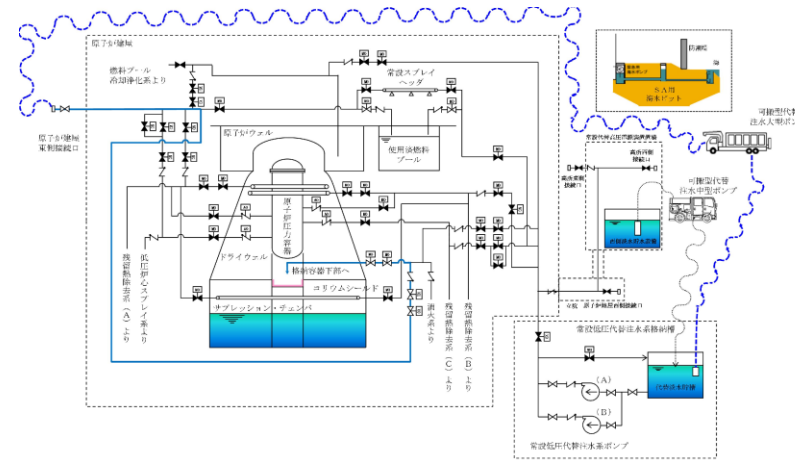 原子炉建屋
燃料プール
冷却浄化系より
常設スプレイ
ヘッダ
原子炉建屋
東側接続口
原子炉ウェル
使用済燃料
プール
原子炉圧力容器
ドライウェル
格納容器下部へ
コリウムシールド
サプレッション・チェンバ
残留熱除去系（A）より
低圧炉心スプレイ系より
消火系より
残留熱除去系（C）より
残留熱除去系（B）より
防潮堤
SA用
海水ピット
可搬型代替
注水大型ポンプ
可搬型代替
注水中型ポンプ
高所西側
接続口
高所東側
接続口
西側淡水貯水設備
原子炉建屋西側接続口
常設低圧代替注水系格納槽
代替淡水貯槽
（A）
（B）
常設低圧代替注水系ポンプ